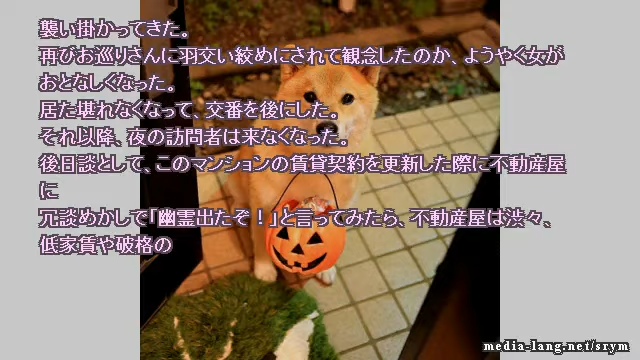 襲い掛かってきた。
再びお巡りさんに羽交い絞めにされて観念したのか、ようやく女が
おとなしくなった。
居た堪れなくなって、交番を後にした。
それ以降、夜の訪問者は来なくなった。
後日談として、このマンションの賃貸契約を更新した際に不動産屋
に
冗談めかして「幽霊出たぞ！」と言ってみたら、不動産屋は渋々、
低家賃や破格の
media-lang.net/srym